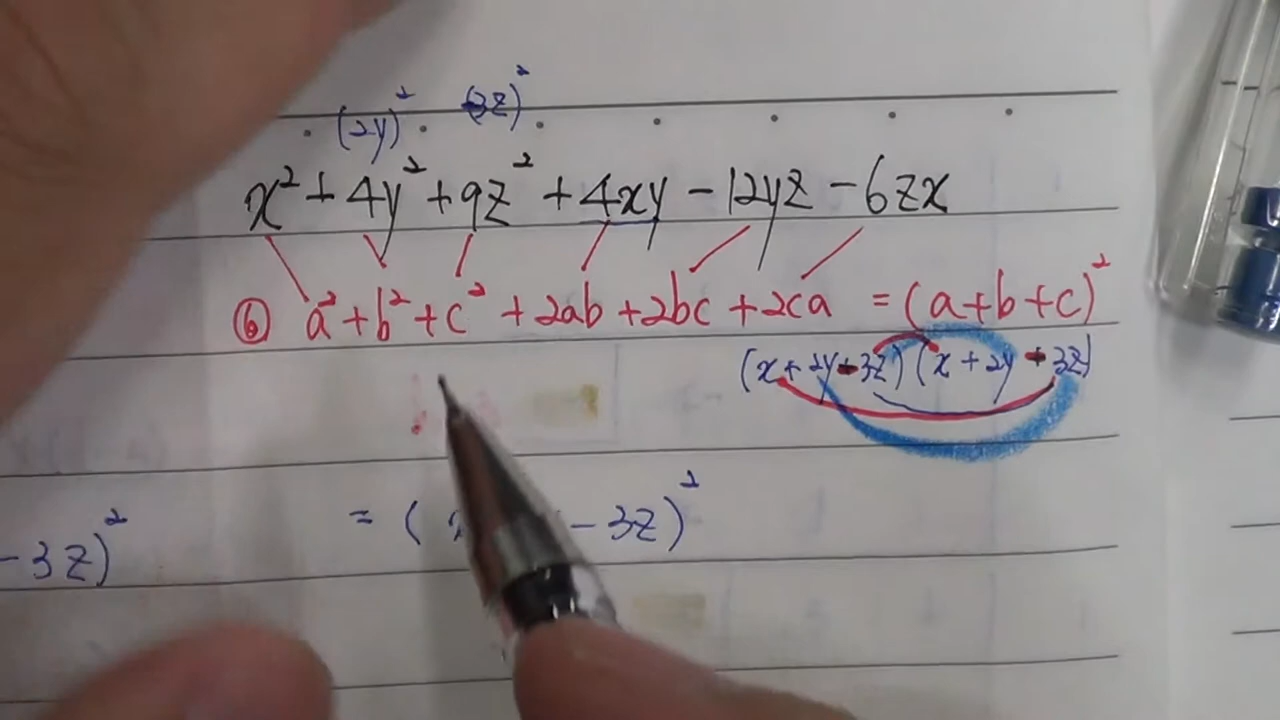 (2y)² (3z)²
x² + 4y² + 9z² + 4xy - 12yz - 6zx
⑥ a² + b² + c² + 2ab + 2bc + 2ca = (a+b+c)²
(x + 2y - 3z)(x + 2y - 3z)
= ( - 3z)²
-3z)²